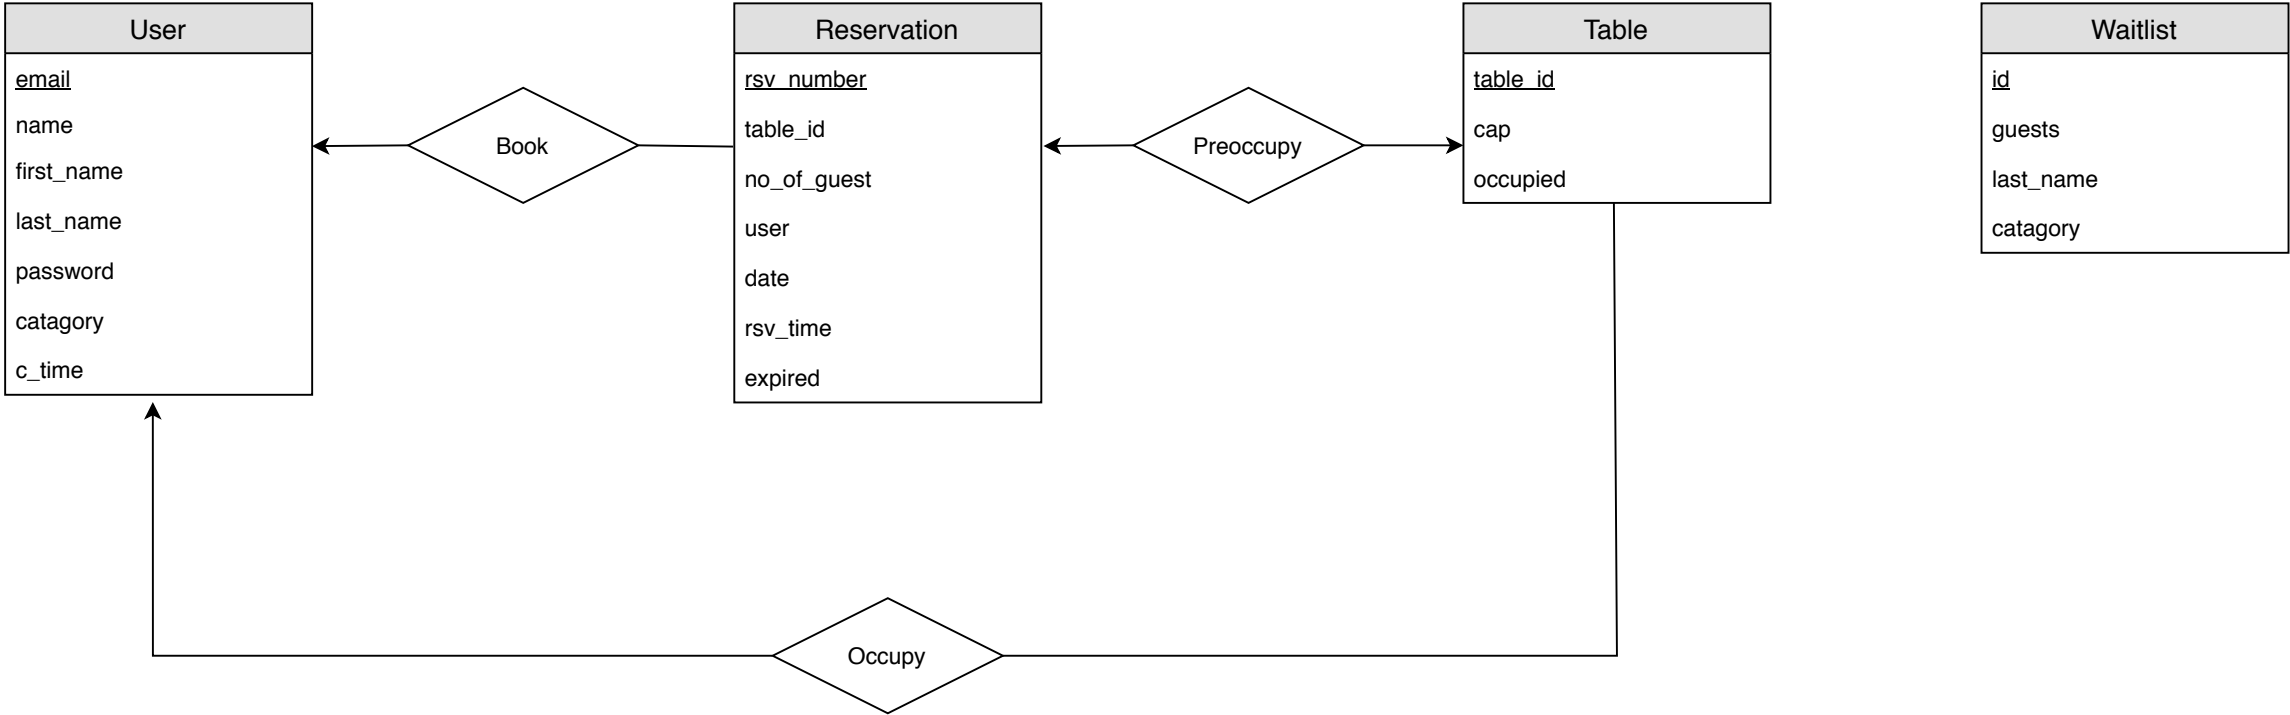 User
email
name
first_name
last_name
password
catagory
c_time
Book
Reservation
rsv_number
table_id
no_of_guest
user
date
rsv_time
expired
Preoccupy
Table
table_id
cap
occupied
Waitlist
id
guests
last_name
catagory
Occupy